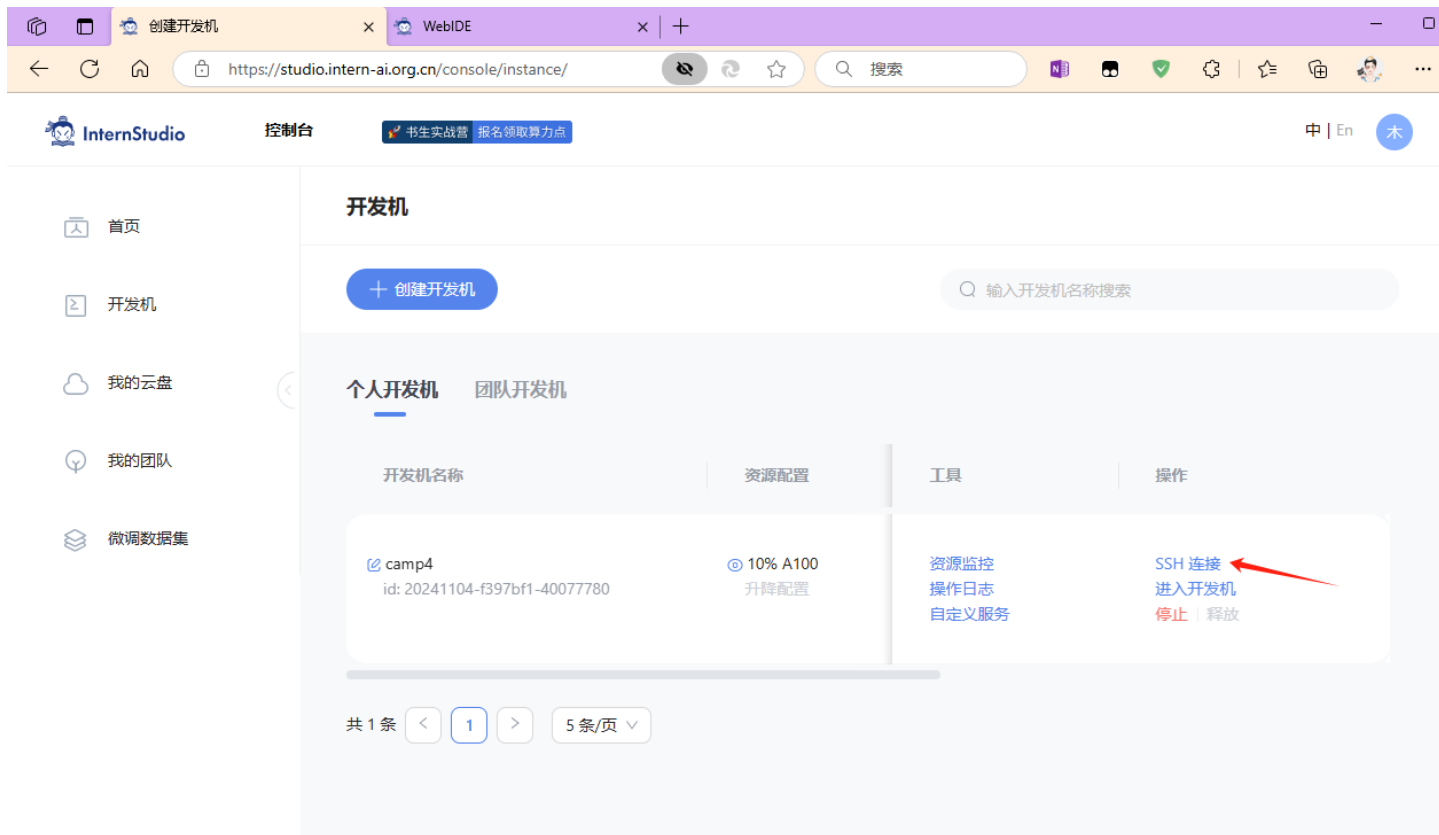 创建开发机
WebIDE
https://studio.intern-ai.org.cn/console/instance/
搜索
InternStudio
控制台
书生实战营 报名领取算力点
中 | En
木
首页
开发机
我的云盘
我的团队
微调数据集
开发机
+ 创建开发机
输入开发机名称搜索
个人开发机 团队开发机
开发机名称 资源配置 工具 操作
camp4 10% A100 资源监控 SSH 连接
id: 20241104-f397bf1-40077780 升降配置 操作日志 进入开发机
自定义服务 停止 释放
共 1 条 < 1 > 5 条/页